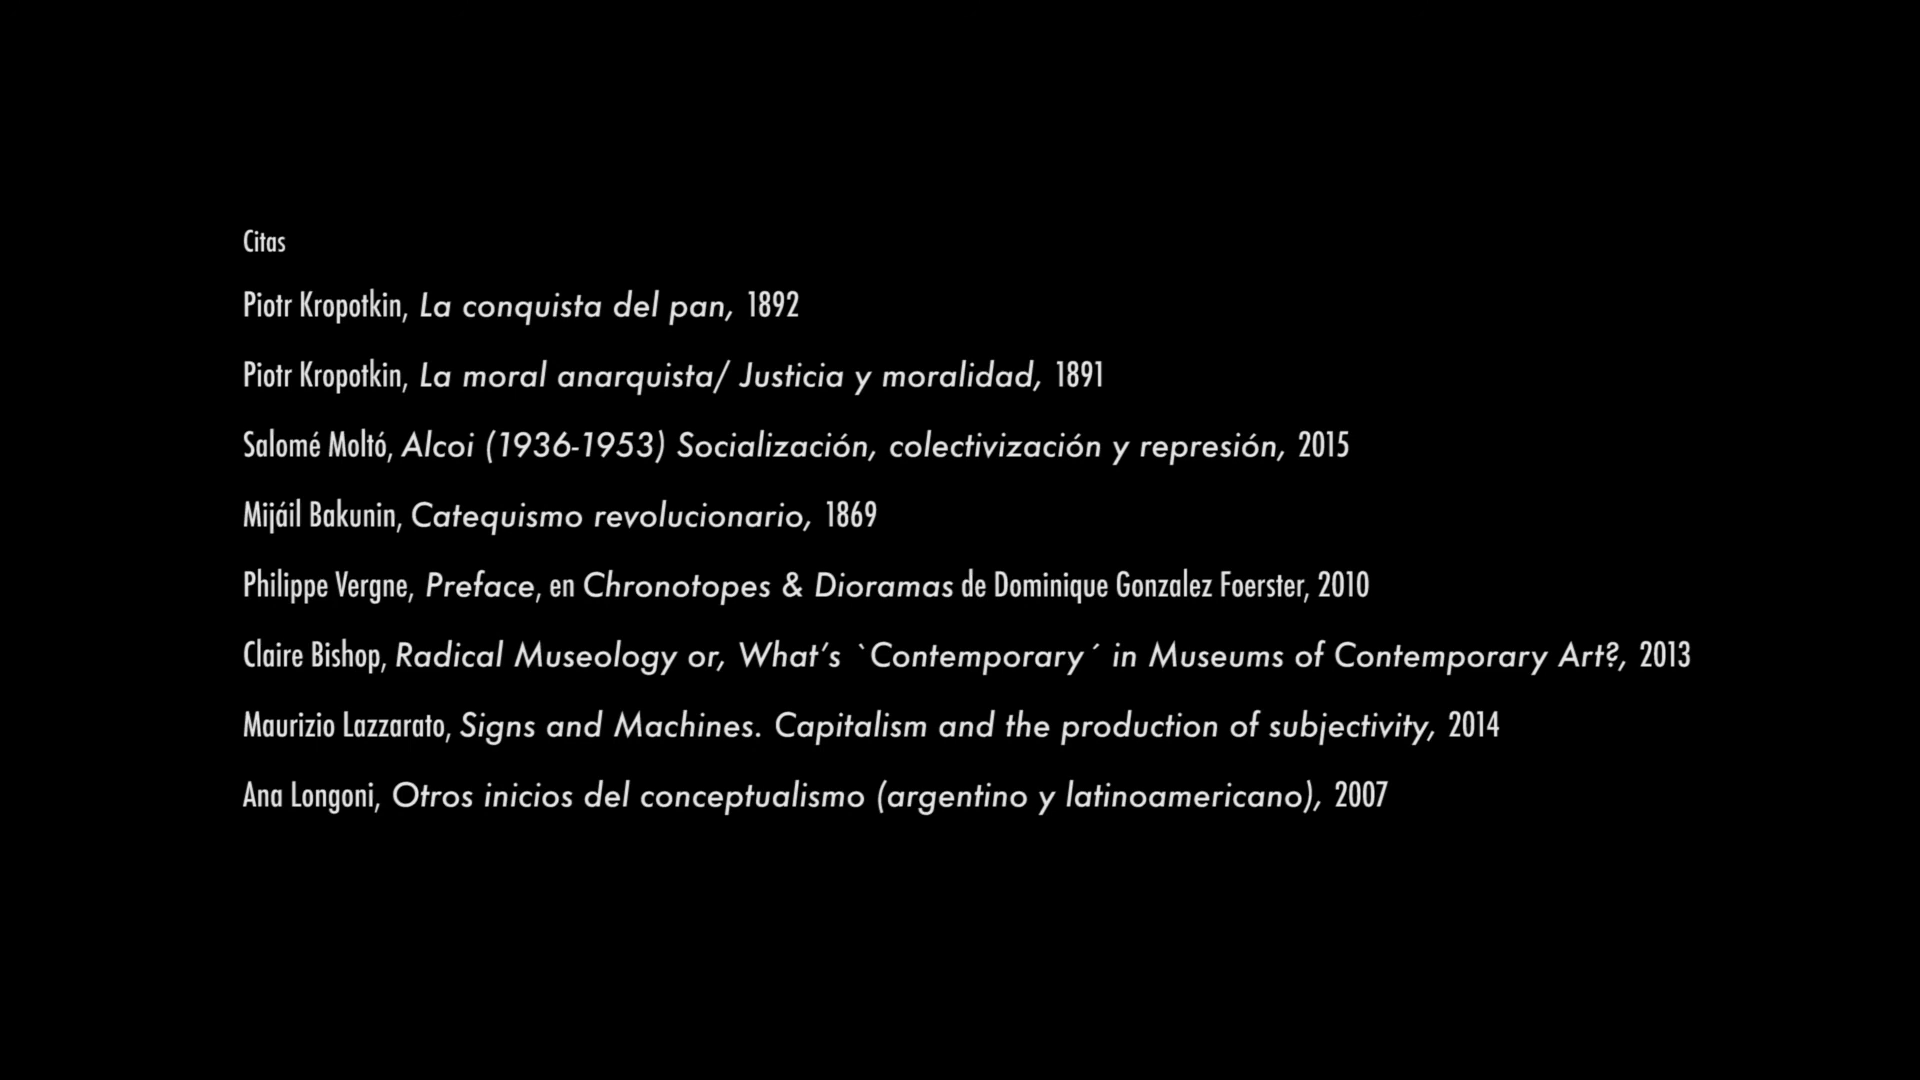 Citas
Piotr Kropotkin, La conquista del pan, 1892
Piotr Kropotkin, La moral anarquista/ Justicia y moralidad, 1891
Salomé Moltó, Alcoi (1936-1953) Socialización, colectivización y represión, 2015
Mijáil Bakunin, Catequismo revolucionario, 1869
Philippe Vergne, Preface, en Chronotopes & Dioramas de Dominique Gonzalez Foerster, 2010
Claire Bishop, Radical Museology or, What’s `Contemporary´ in Museums of Contemporary Art?, 2013
Maurizio Lazzarato, Signs and Machines. Capitalism and the production of subjectivity, 2014
Ana Longoni, Otros inicios del conceptualismo (argentino y latinoamericano), 2007